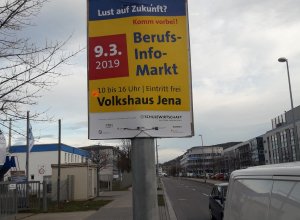 Lust auf Zukunft?
Komm vorbei!
9.3.
2019
Berufs-
Info-
Markt
10 bis 16 Uhr | Eintritt frei
Volkshaus Jena
SCHULEWIRTSCHAFT